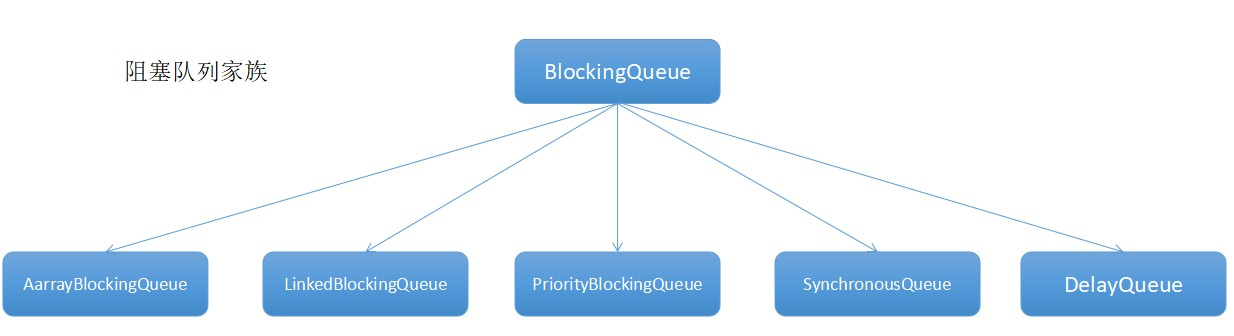 阻塞队列家族
BlockingQueue
AarrayBlockingQueue
LinkedBlockingQueue
PriorityBlockingQueue
SynchronousQueue
DelayQueue